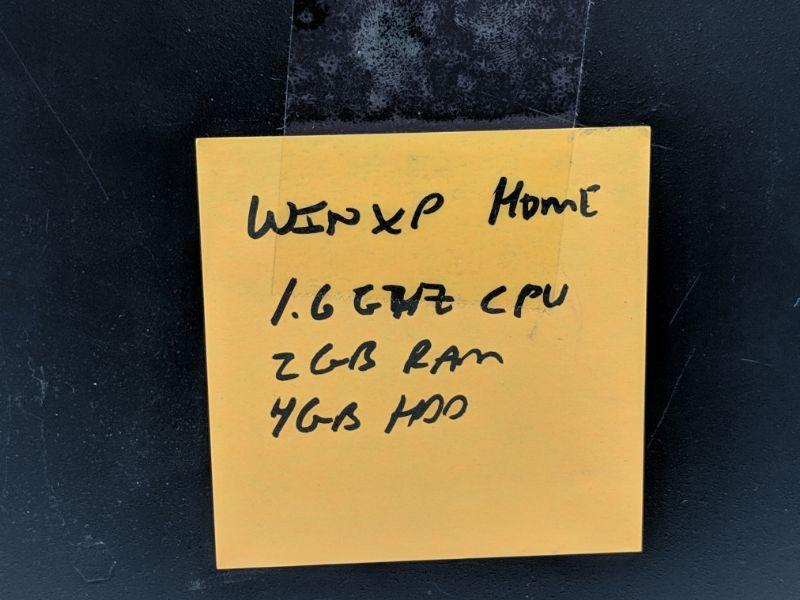 WINXP HOME
1.6 GHZ CPU
2GB RAM
4GB HDD